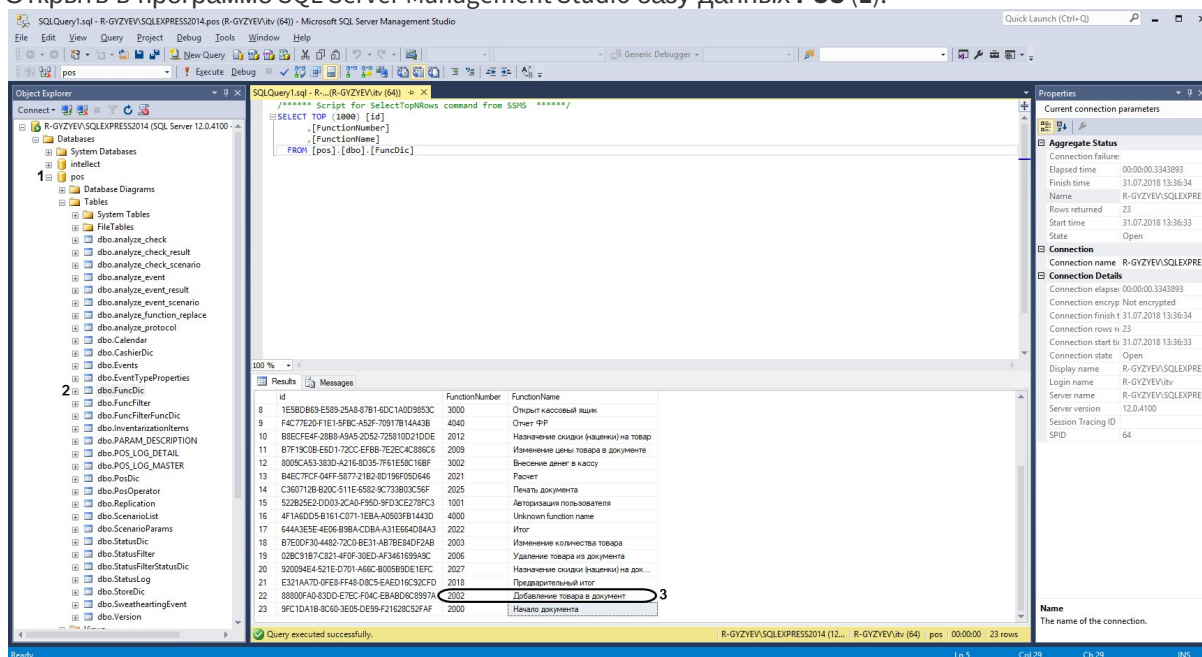 Открыть в программе SQL Server Management Studio базу данных POS (1).
SQLQuery1.sql - R-GYZYEV\SQLEXPRESS2014.pos (R-GYZYEV\itv (64)) - Microsoft SQL Server Management Studio
Quick Launch (Ctrl+Q)
File Edit View Query Project Debug Tools Window Help
New Query
Generic Debugger
pos
Execute Debug
Object Explorer
Connect
R-GYZYEV\SQLEXPRESS2014 (SQL Server 12.0.4100 -
Databases
System Databases
intellect
1
pos
Database Diagrams
Tables
System Tables
FileTables
dbo.analyze_check
dbo.analyze_check_result
dbo.analyze_check_scenario
dbo.analyze_event
dbo.analyze_event_result
dbo.analyze_event_scenario
dbo.analyze_function_replace
dbo.analyze_protocol
dbo.Calendar
dbo.CashierDic
dbo.Events
dbo.EventTypeProperties
2
dbo.FuncDic
dbo.FuncFilter
dbo.FuncFilterFuncDic
dbo.InventarizationItems
dbo.PARAM_DESCRIPTION
dbo.POS_LOG_DETAIL
dbo.POS_LOG_MASTER
dbo.PosDic
dbo.PosOperator
dbo.Replication
dbo.ScenarioList
dbo.ScenarioParams
dbo.StatusDic
dbo.StatusFilter
dbo.StatusFilterStatusDic
dbo.StatusLog
dbo.StoreDic
dbo.SweatheartingEvent
dbo.Version
Views
SQLQuery1.sql - R-...(R-GYZYEV\itv (64))
/****** Script for SelectTopNRows command from SSMS ******/
SELECT TOP (1000) [id]
,[FunctionNumber]
,[FunctionName]
FROM [pos].[dbo].[FuncDic]
100 %
Results Messages
id FunctionNumber FunctionName
8 1E5BDB69-E589-25A8-87B1-6DC1A0D9853C 3000 Открыт кассовый ящик
9 F4C77E20-F1E1-5FBC-A52F-70917B14A43B 4040 Отчет ФР
10 B8ECFE4F-28B8-A9A5-2D52-725810D21DDE 2012 Назначение скидки (наценки) на товар
11 B7F19C0B-E6D1-72CC-EFBB-7E2EC4C886C6 2009 Изменение цены товара в документе
12 8005CA53-383D-A216-8D35-7F61E58C16BF 3002 Внесение денег в кассу
13 B4EC7FCF-04FF-5877-21B2-8D196F05D646 2021 Расчет
14 C360712B-B20C-511E-6582-9C733B03C56F 2025 Печать документа
15 522B25E2-DD03-2CA0-F95D-9FD3CE278FC3 1001 Авторизация пользователя
16 4F1A6DD5-B161-C071-1EBA-A0503FB1443D 4000 Unknown function name
17 644A3E5E-4E06-B9BA-CDBA-A31E664D84A3 2022 Итог
18 B7E0DF30-4482-72C0-BE31-AB7BE84DF2AB 2003 Изменение количества товара
19 02BC91B7-C821-4F0F-30ED-AF3461699A9C 2006 Удаление товара из документа
20 920094E4-521E-D701-A66C-B005B9DE1EFC 2027 Назначение скидки (наценки) на док...
21 E321AA7D-0FE8-FF48-D8C5-EAED16C92CFD 2018 Предварительный итог
22 88800FA0-83DD-E7EC-F04C-EBABD6C8997A 2002 Добавление товара в документ 3
23 9FC1DA1B-8C60-3E05-DE99-F21628C52FAF 2000 Начало документа
Query executed successfully.
R-GYZYEV\SQLEXPRESS2014 (12... R-GYZYEV\itv (64) pos 00:00:00 23 rows
Properties
Current connection parameters
Aggregate Status
Connection failures
Elapsed time 00:00:00.3343893
Finish time 31.07.2018 13:36:34
Name R-GYZYEV\SQLEXPRE
Rows returned 23
Start time 31.07.2018 13:36:33
State Open
Connection
Connection name R-GYZYEV\SQLEXPRE
Connection Details
Connection elapse 00:00:00.3343893
Connection encryp Not encrypted
Connection finish t 31.07.2018 13:36:34
Connection rows re 23
Connection start tii 31.07.2018 13:36:33
Connection state Open
Display name R-GYZYEV\SQLEXPRE
Login name R-GYZYEV\itv
Server name R-GYZYEV\SQLEXPRE
Server version 12.0.4100
Session Tracing ID
SPID 64
Name
The name of the connection.
Ready
Ln 5 Col 29 Ch 29 INS